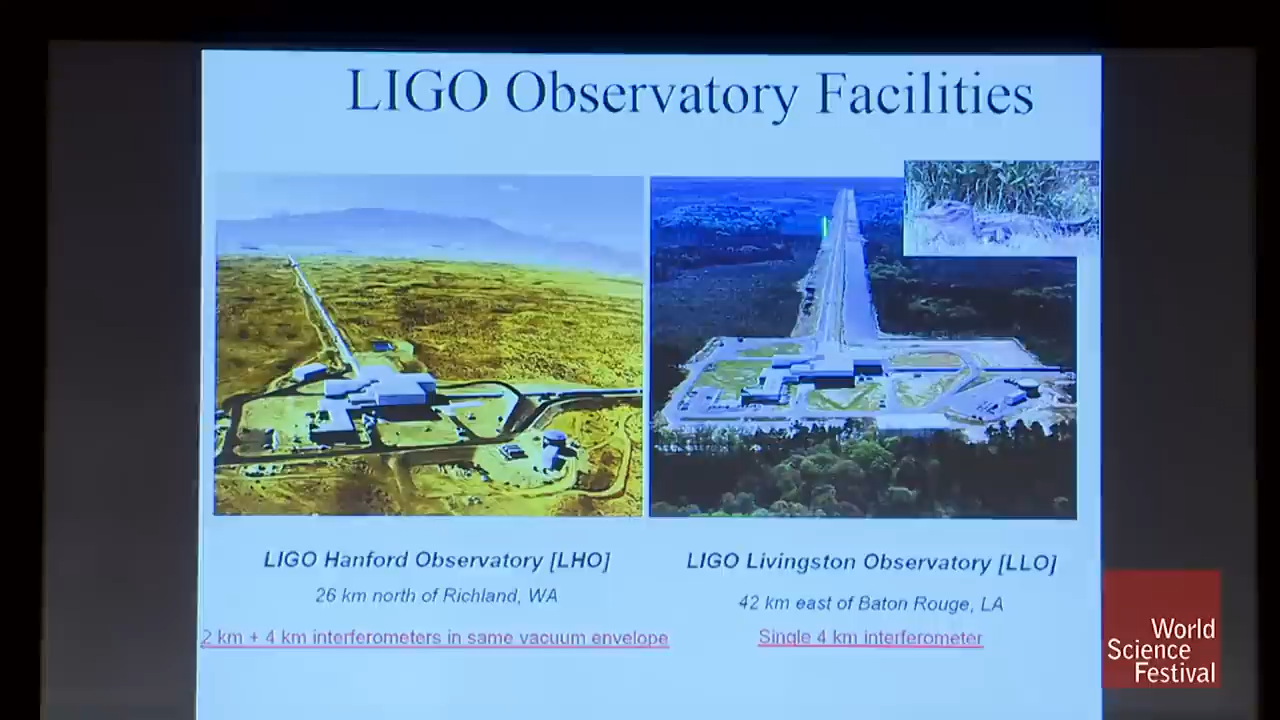 LIGO Observatory Facilities
LIGO Hanford Observatory [LHO]
26 km north of Richland, WA
2 km + 4 km interferometers in same vacuum envelope
LIGO Livingston Observatory [LLO]
42 km east of Baton Rouge, LA
Single 4 km interferometer
World
Science
Festival